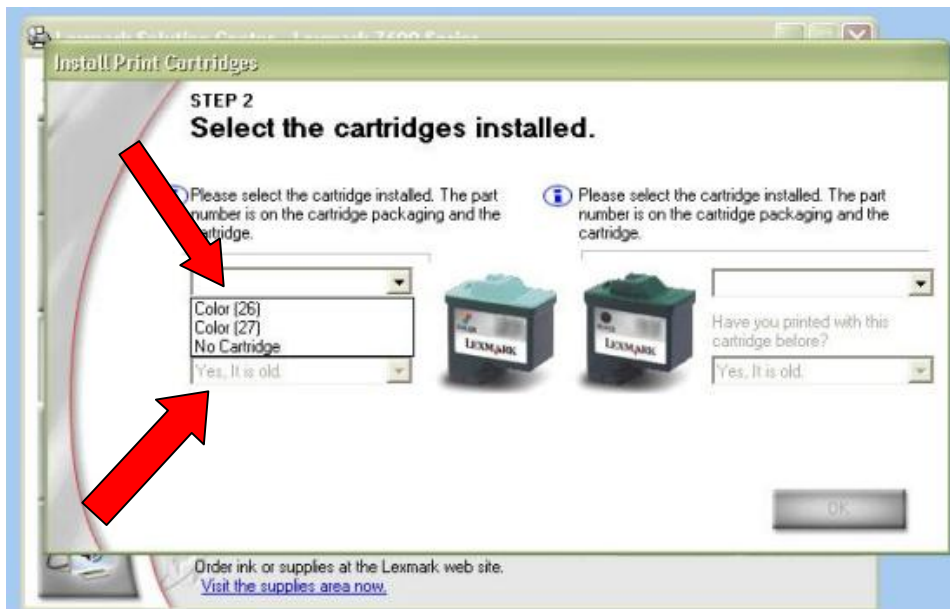 Install Print Cartridges
STEP 2
Select the cartridges installed.
Please select the cartridge installed. The part
number is on the cartridge packaging and the
cartridge.
Please select the cartridge installed. The part
number is on the cartridge packaging and the
cartridge.
Color (26)
Color (27)
No Cartridge
Yes, It is old.
LEXMARK
LEXMARK
Have you printed with this
cartridge before?
Yes, It is old.
OK
Order ink or supplies at the Lexmark web site.
Visit the supplies area now.